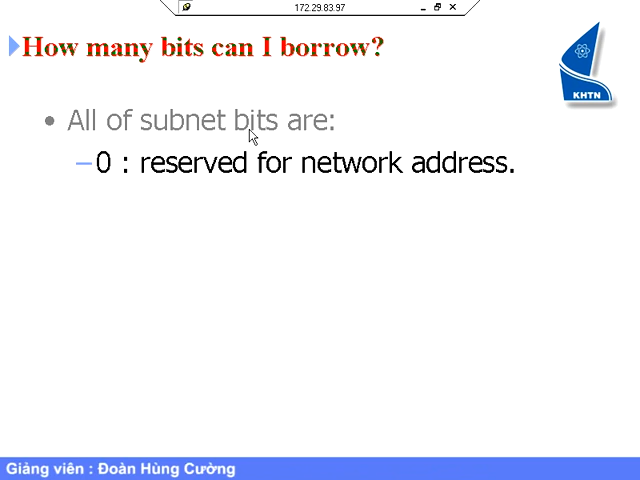 172.29.83.97
How many bits can I borrow?
KHTN
• All of subnet bits are:
–0 : reserved for network address.
Giảng viên : Đoàn Hùng Cường